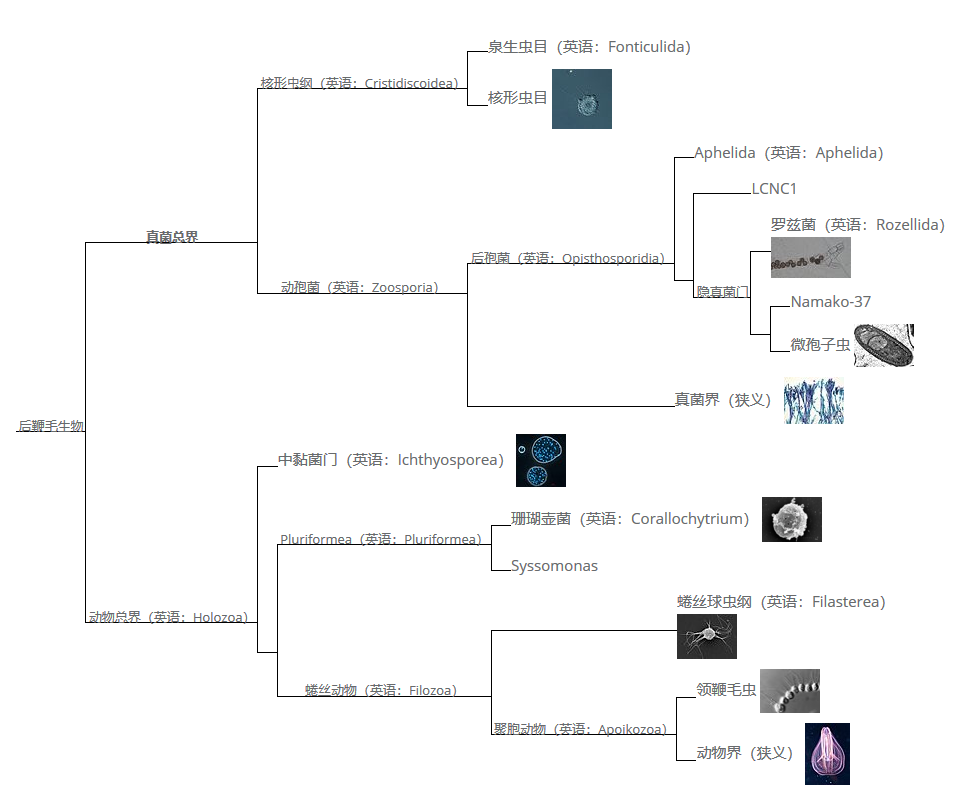 泉生虫目（英语：Fonticulida）
核形虫纲（英语：Cristidiscoidea）
核形虫目
Aphelida（英语：Aphelida）
LCNC1
罗兹菌（英语：Rozellida）
真菌总界
后孢菌（英语：Opisthosporidia）
动孢菌（英语：Zoosporia）
隐真菌门
Namako-37
微孢子虫
真菌界（狭义）
后鞭毛生物
中黏菌门（英语：Ichthyosporea）
珊瑚壶菌（英语：Corallochytrium）
Pluriformea（英语：Pluriformea）
Syssomonas
蜷丝球虫纲（英语：Filasterea）
动物总界（英语：Holozoa）
蜷丝动物（英语：Filozoa）
领鞭毛虫
聚胞动物（英语：Apoikozoa）
动物界（狭义）